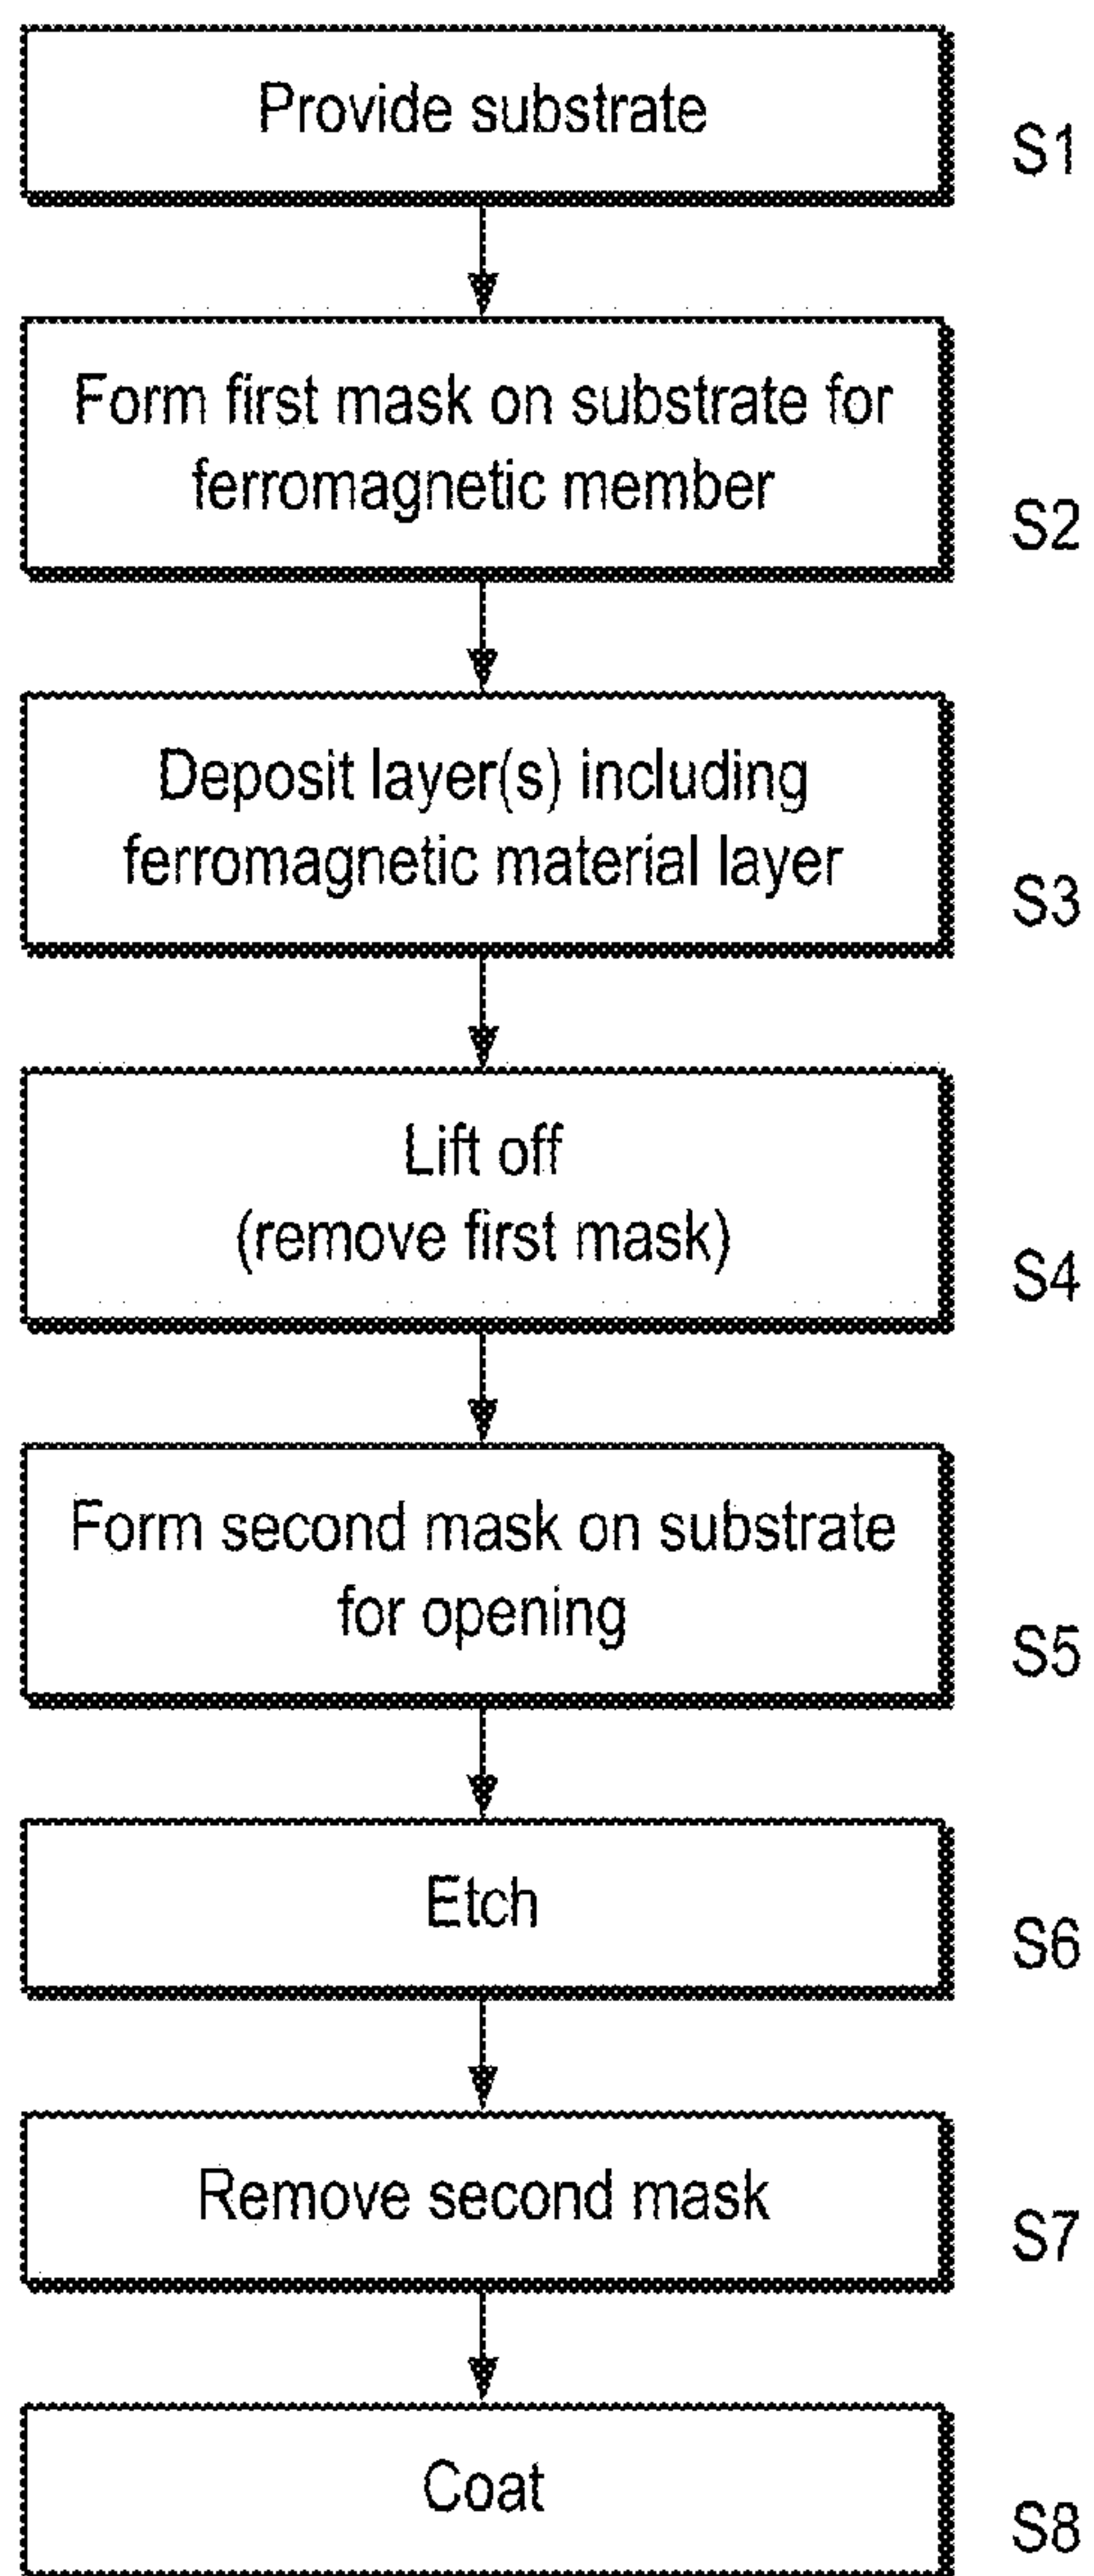 Provide substrate
S1
Form first mask on substrate for
ferromagnetic member
S2
Deposit layer(s) including
ferromagnetic material layer
S3
Lift off
(remove first mask)
S4
Form second mask on substrate
for opening
S5
Etch
S6
Remove second mask
S7
Coat
S8